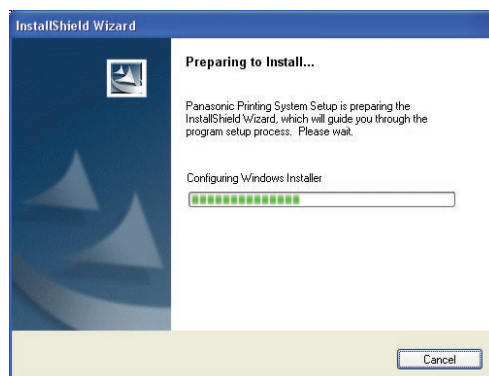 InstallShield Wizard
Preparing to Install...
Panasonic Printing System Setup is preparing the
InstallShield Wizard, which will guide you through the
program setup process.  Please wait.
Configuring Windows Installer
Cancel